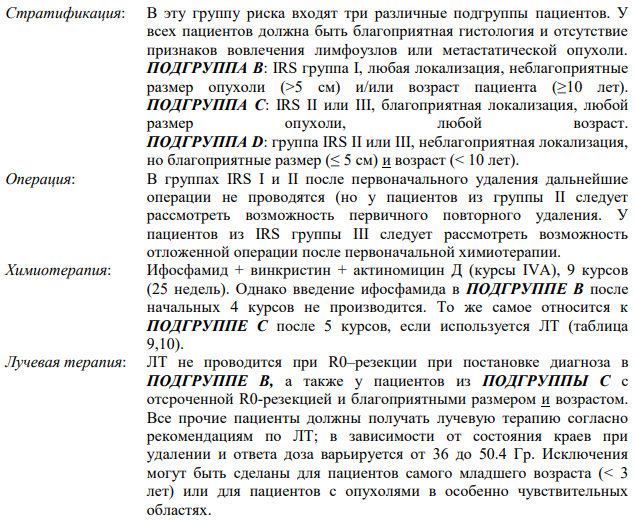 Стратификация: В эту группу риска входят три различные подгруппы пациентов. У
всех пациентов должна быть благоприятная гистология и отсутствие
признаков вовлечения лимфоузлов или метастатической опухоли.
ПОДГРУППА В: IRS группа I, любая локализация, неблагоприятные
размер опухоли (>5 см) и/или возраст пациента (≥10 лет).
ПОДГРУППА С: IRS II или III, благоприятная локализация, любой
размер опухоли, любой возраст.
ПОДГРУППА D: группа IRS II или III, неблагоприятная локализация,
но благоприятные размер (≤ 5 см) и возраст (< 10 лет).
Операция: В группах IRS I и II после первоначального удаления дальнейшие
операции не проводятся (но у пациентов из группы II следует
рассмотреть возможность первичного повторного удаления. У
пациентов из IRS группы III следует рассмотреть возможность
отложенной операции после первоначальной химиотерапии.
Химиотерапия: Ифосфамид + винкристин + актиномицин Д (курсы IVA), 9 курсов
(25 недель). Однако введение ифосфамида в ПОДГРУППЕ В после
начальных 4 курсов не производится. То же самое относится к
ПОДГРУППЕ С после 5 курсов, если используется ЛТ (таблица
9,10).
Лучевая терапия: ЛТ не проводится при R0–резекции при постановке диагноза в
ПОДГРУППЕ В, а также у пациентов из ПОДГРУППЫ С с
отсроченной R0-резекцией и благоприятными размером и возрастом.
Все прочие пациенты должны получать лучевую терапию согласно
рекомендациям по ЛТ; в зависимости от состояния краев при
удалении и ответа доза варьируется от 36 до 50.4 Гр. Исключения
могут быть сделаны для пациентов самого младшего возраста (< 3
лет) или для пациентов с опухолями в особенно чувствительных
областях.